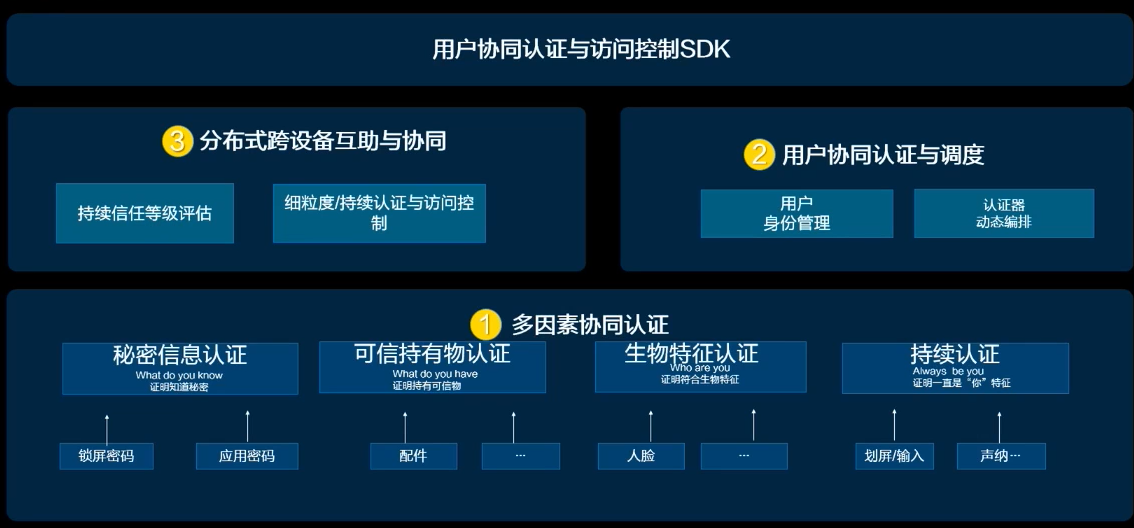 用户协同认证与访问控制SDK
3 分布式跨设备互助与协同
持续信任等级评估
细粒度/持续认证与访问控
制
2 用户协同认证与调度
用户
身份管理
认证器
动态编排
1 多因素协同认证
秘密信息认证
What do you know
证明知道秘密
可信持有物认证
What do you have
证明持有可信物
生物特征认证
Who are you
证明符合生物特征
持续认证
Always be you
证明一直是“你”特征
锁屏密码
应用密码
配件
...
人脸
...
划屏/输入
声纳...